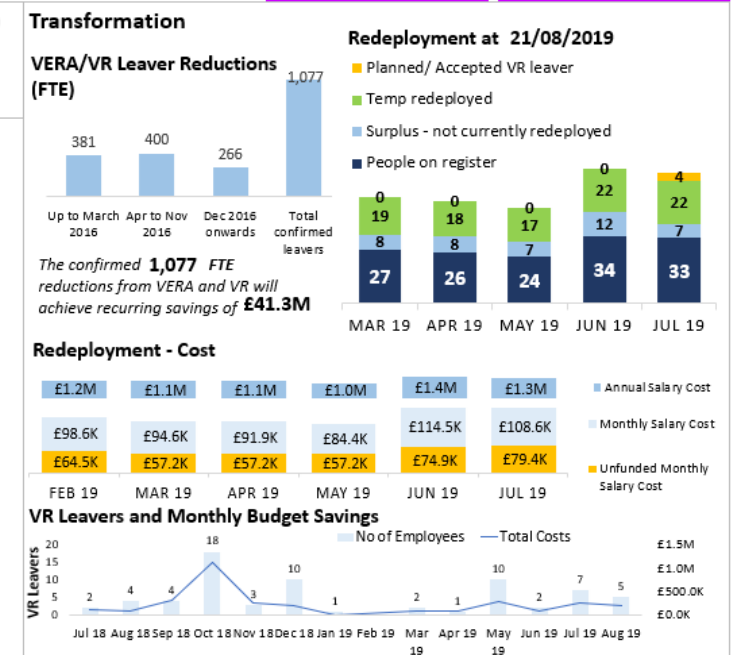 Transformation
VERA/VR Leaver Reductions
(FTE)
1,077
381
400
266
Up to March
2016
Apr to Nov
2016
Dec 2016
onwards
Total
confirmed
leavers
The confirmed 1,077 FTE
reductions from VERA and VR will
achieve recurring savings of £41.3M
Redeployment at 21/08/2019
Planned/ Accepted VR leaver
Temp redeployed
Surplus - not currently redeployed
People on register
0 0 0 0 4
19 18 17 22 22
8 8 7 12 7
27 26 24 34 33
MAR 19 APR 19 MAY 19 JUN 19 JUL 19
Redeployment - Cost
£1.2M £1.1M £1.1M £1.0M £1.4M £1.3M
Annual Salary Cost
£98.6K £94.6K £91.9K £84.4K £114.5K £108.6K
Monthly Salary Cost
£64.5K £57.2K £57.2K £57.2K £74.9K £79.4K
Unfunded Monthly
Salary Cost
FEB 19 MAR 19 APR 19 MAY 19 JUN 19 JUL 19
VR Leavers and Monthly Budget Savings
No of Employees Total Costs
VR Leavers
20
15
10
5
0
2 4 4 18 3 10 1 2 1 10 2 7 5
£1.5M
£1.0M
£500.0K
£0.0K
Jul 18 Aug 18 Sep 18 Oct 18 Nov 18 Dec 18 Jan 19 Feb 19 Mar 19 Apr 19 May 19 Jun 19 Jul 19 Aug 19